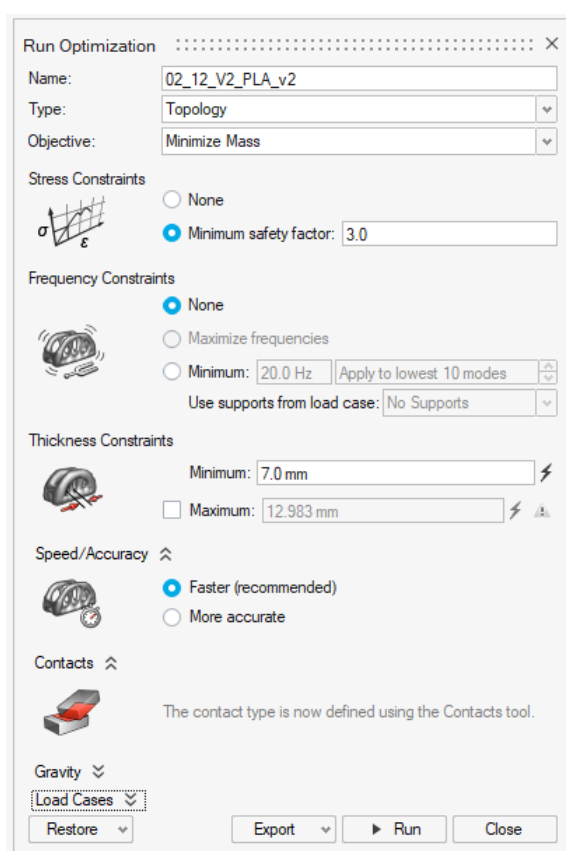 Run Optimization
Name: 02_12_V2_PLA_v2
Type: Topology
Objective: Minimize Mass
Stress Constraints
None
σ ε
Minimum safety factor: 3.0
Frequency Constraints
None
Maximize frequencies
Minimum: 20.0 Hz Apply to lowest 10 modes
Use supports from load case: No Supports
Thickness Constraints
Minimum: 7.0 mm
Maximum: 12.983 mm
Speed/Accuracy
Faster (recommended)
More accurate
Contacts
The contact type is now defined using the Contacts tool.
Gravity
Load Cases
Restore Export Run Close